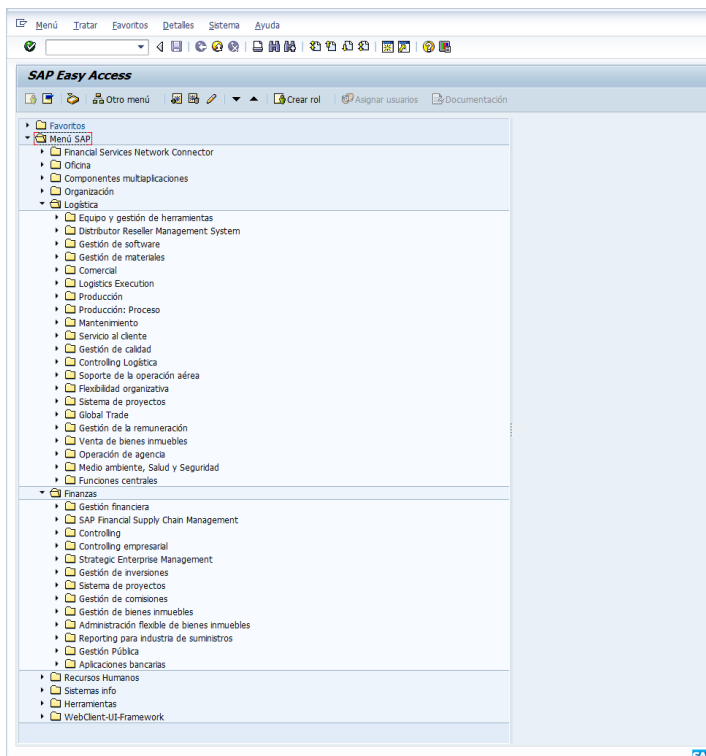 Menú Tratar Favoritos Detalles Sistema Ayuda
SAP Easy Access
Otro menú Crear rol Asignar usuarios Documentación
Favoritos
Menú SAP
Financial Services Network Connector
Oficina
Componentes multiaplicaciones
Organización
Logística
Equipo y gestión de herramientas
Distributor Reseller Management System
Gestión de software
Gestión de materiales
Comercial
Logistics Execution
Producción
Producción: Proceso
Mantenimiento
Servicio al cliente
Gestión de calidad
Controlling Logística
Soporte de la operación aérea
Flexibilidad organizativa
Sistema de proyectos
Global Trade
Gestión de la remuneración
Venta de bienes inmuebles
Operación de agencia
Medio ambiente, Salud y Seguridad
Funciones centrales
Finanzas
Gestión financiera
SAP Financial Supply Chain Management
Controlling
Controlling empresarial
Strategic Enterprise Management
Gestión de inversiones
Sistema de proyectos
Gestión de comisiones
Gestión de bienes inmuebles
Administración flexible de bienes inmuebles
Reporting para industria de suministros
Gestión Pública
Aplicaciones bancarias
Recursos Humanos
Sistemas info
Herramientas
WebClient-UI-Framework